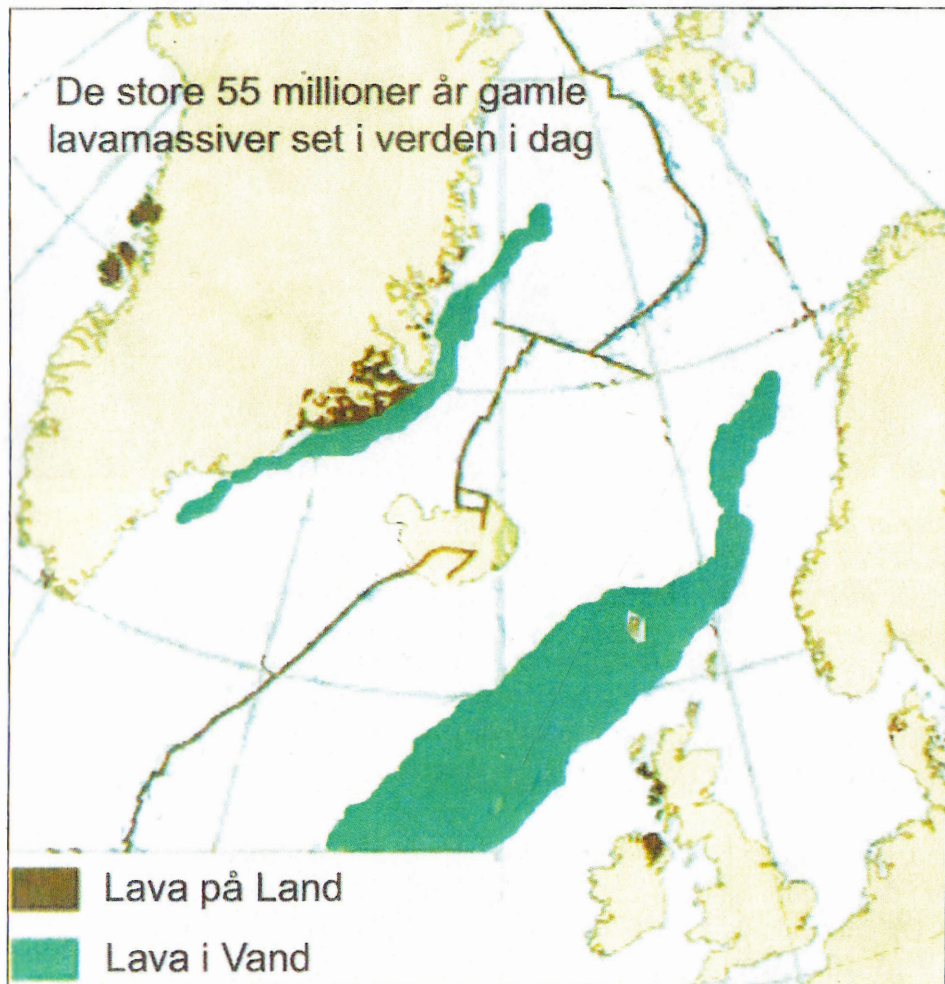 De store 55 millioner år gamle
lavamassiver set i verden i dag
Lava på Land
Lava i Vand